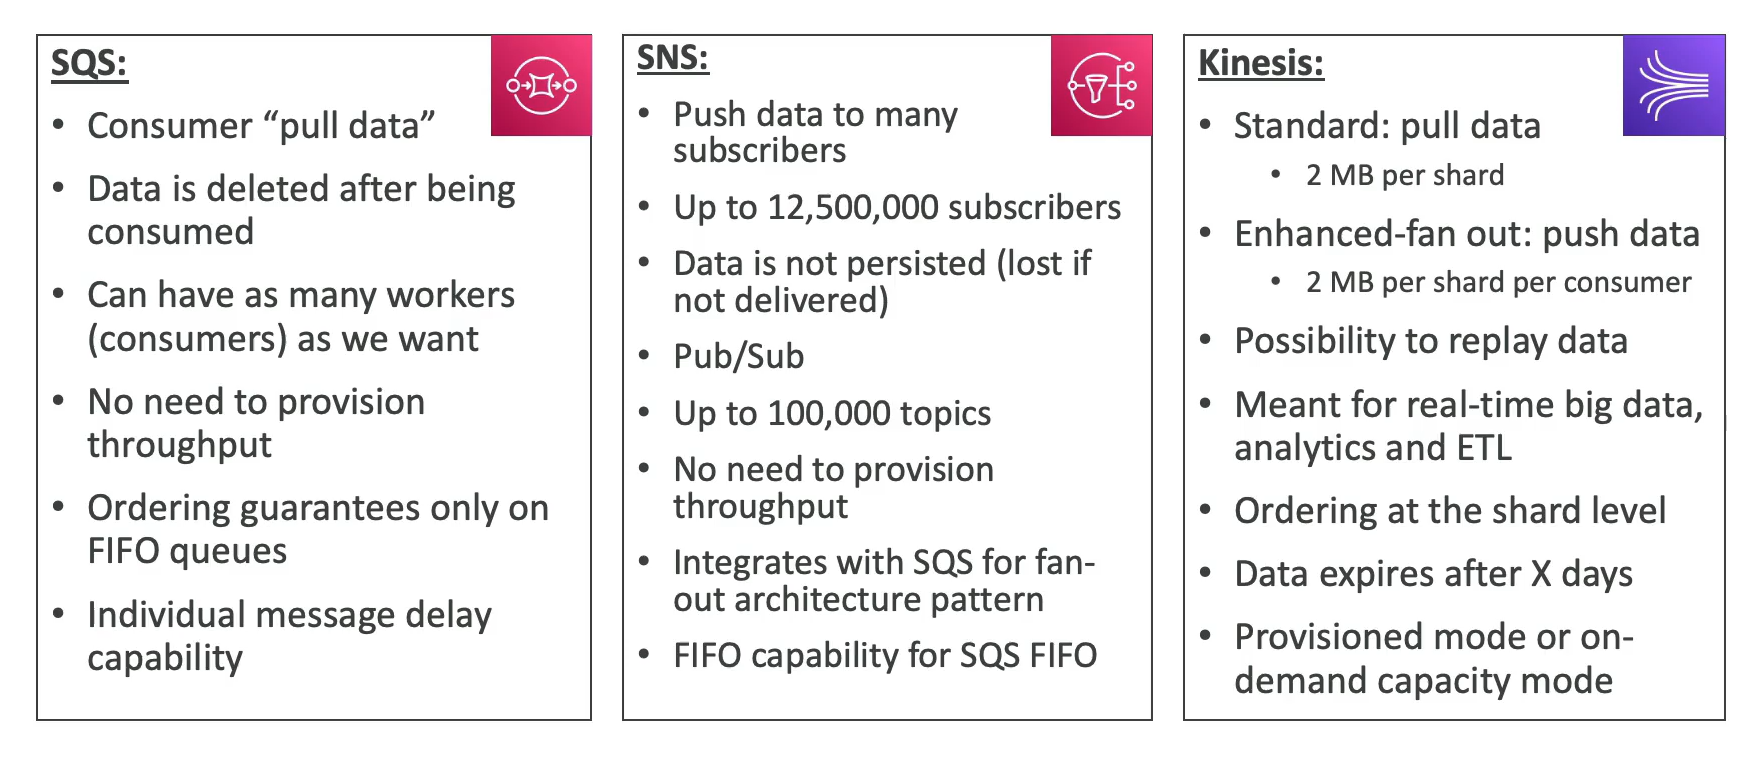 SQS:
• Consumer “pull data”
• Data is deleted after being
consumed
• Can have as many workers
(consumers) as we want
• No need to provision
throughput
• Ordering guarantees only on
FIFO queues
• Individual message delay
capability
SNS:
• Push data to many
subscribers
• Up to 12,500,000 subscribers
• Data is not persisted (lost if
not delivered)
• Pub/Sub
• Up to 100,000 topics
• No need to provision
throughput
• Integrates with SQS for fan-
out architecture pattern
• FIFO capability for SQS FIFO
Kinesis:
• Standard: pull data
• 2 MB per shard
• Enhanced-fan out: push data
• 2 MB per shard per consumer
• Possibility to replay data
• Meant for real-time big data,
analytics and ETL
• Ordering at the shard level
• Data expires after X days
• Provisioned mode or on-
demand capacity mode